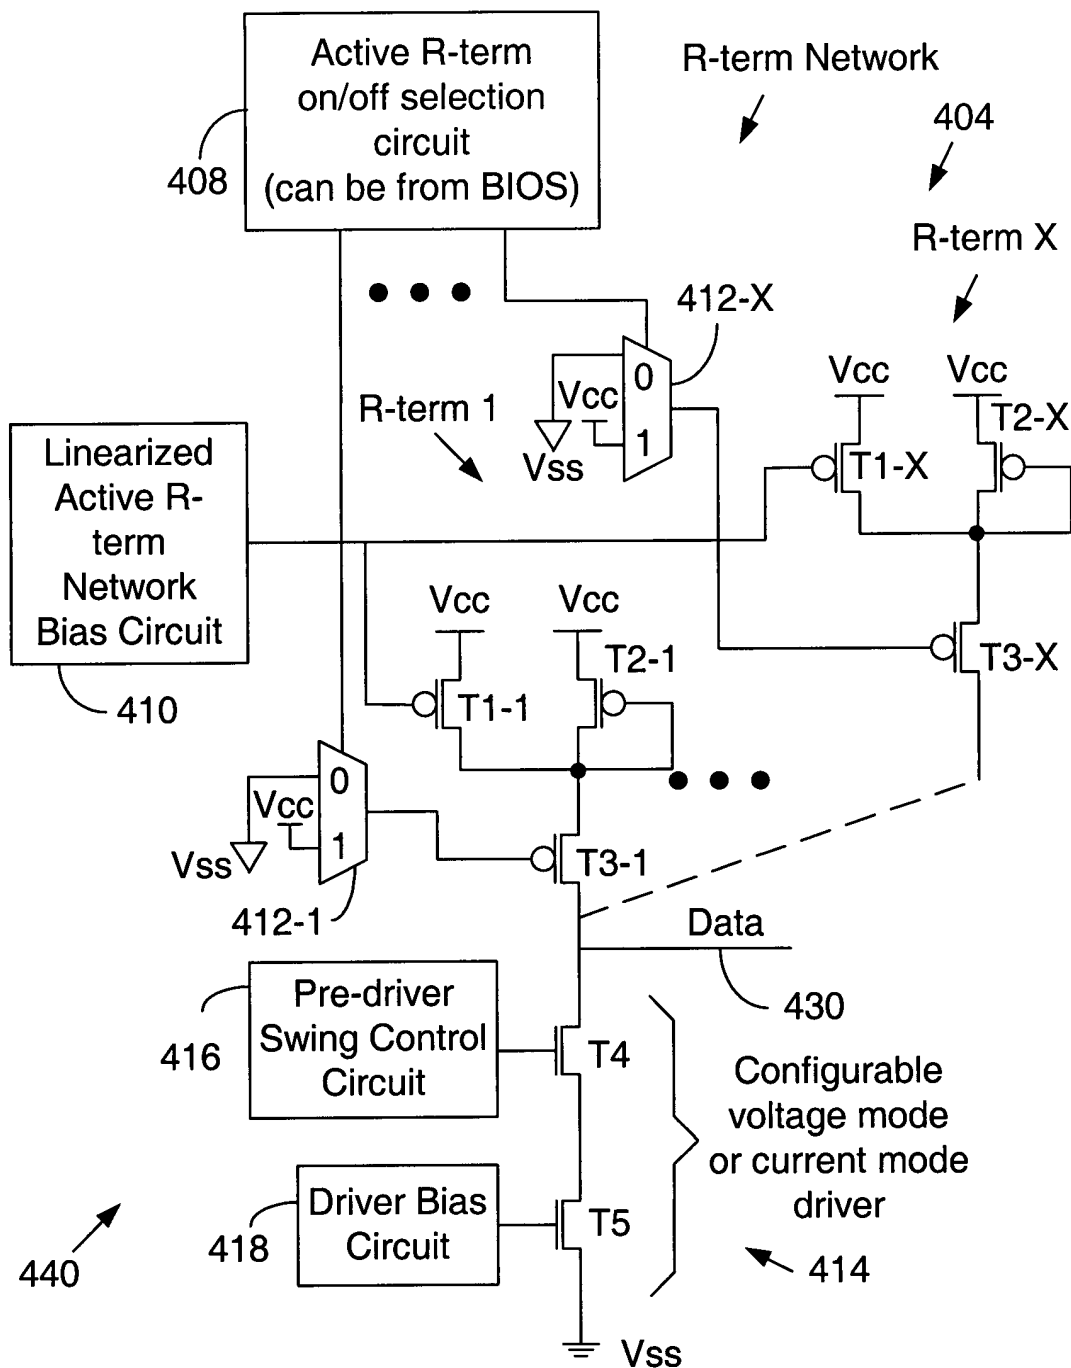 Active R-term
on/off selection
circuit
(can be from BIOS)
408
R-term Network
404
R-term X
412-X
0
Vcc
1
Vss
R-term 1
Vcc
Vcc
T2-X
T1-X
T3-X
Linearized
Active R-
term
Network
Bias Circuit
410
Vcc
Vcc
T2-1
T1-1
0
Vcc
1
Vss
412-1
T3-1
Data
430
Pre-driver
Swing Control
Circuit
416
T4
Configurable
voltage mode
or current mode
driver
414
Driver Bias
Circuit
418
T5
440
Vss